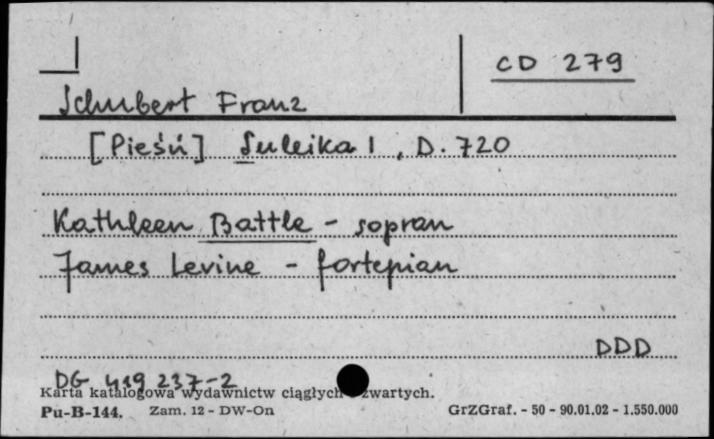 CD 279
Schubert Franz
[Pieśń] Suleika I, D. 720
Kathleen Battle - sopran
James Levine - fortepian
DDD
DG 419 237-2
Karta katalogowa wydawnictw ciągłych zwartych.
Pu-B-144. Zam. 12 - DW-On GrZGraf. - 50 - 90.01.02 - 1.550.000